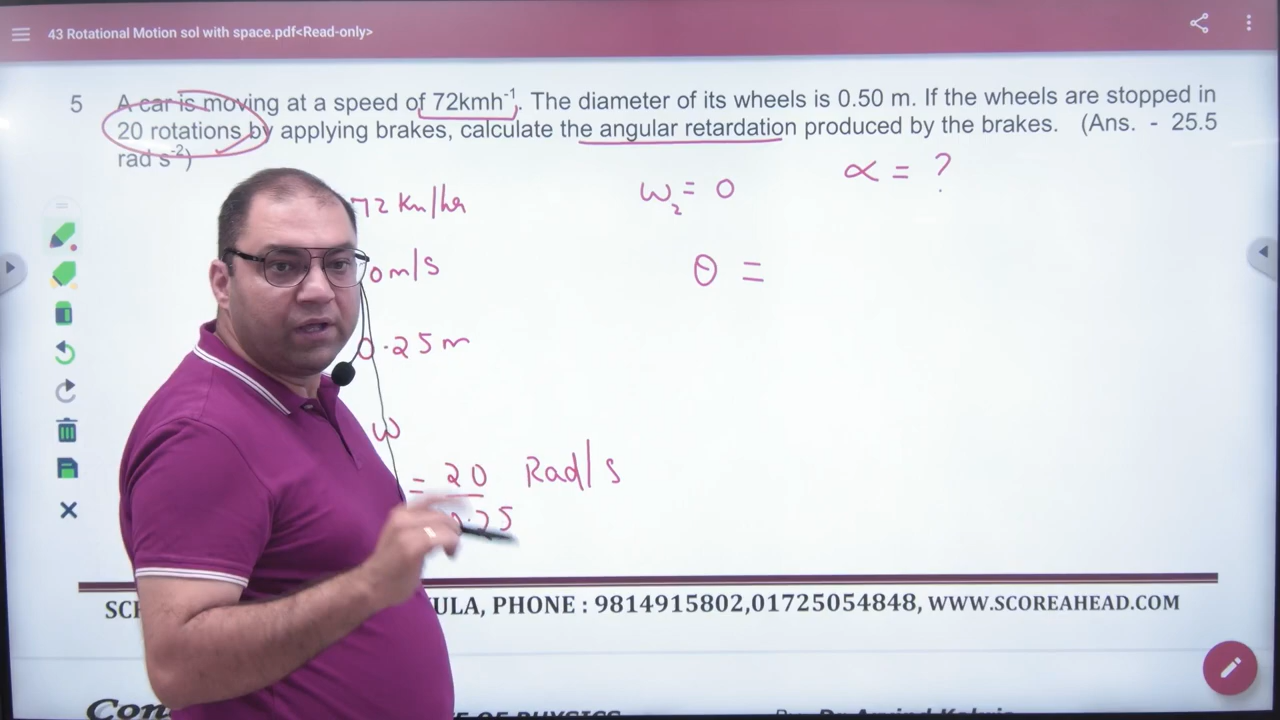 43 Rotational Motion sol with space.pdf<Read-only>
5 A car is moving at a speed of 72kmh-1. The diameter of its wheels is 0.50 m. If the wheels are stopped in
20 rotations by applying brakes, calculate the angular retardation produced by the brakes. (Ans. - 25.5
rad s-2)
72 Km/hr
ω2 = 0
α = ?
0m/s
θ =
0.25m
ω
= 20 Rad/s
0.25
ULA, PHONE : 9814915802,01725054848, WWW.SCOREAHEAD.COM